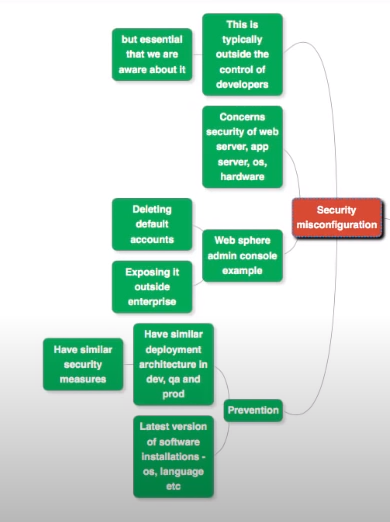 This is
typically
outside the
control of
developers
but essential
that we are
aware about it
Concerns
security of web
server, app
server, os,
hardware
Security
misconfiguration
Deleting
default
accounts
Web sphere
admin console
example
Exposing it
outside
enterprise
Have similar
deployment
architecture in
dev, qa and
prod
Have similar
security
measures
Prevention
Latest version
of software
installations -
os, language
etc